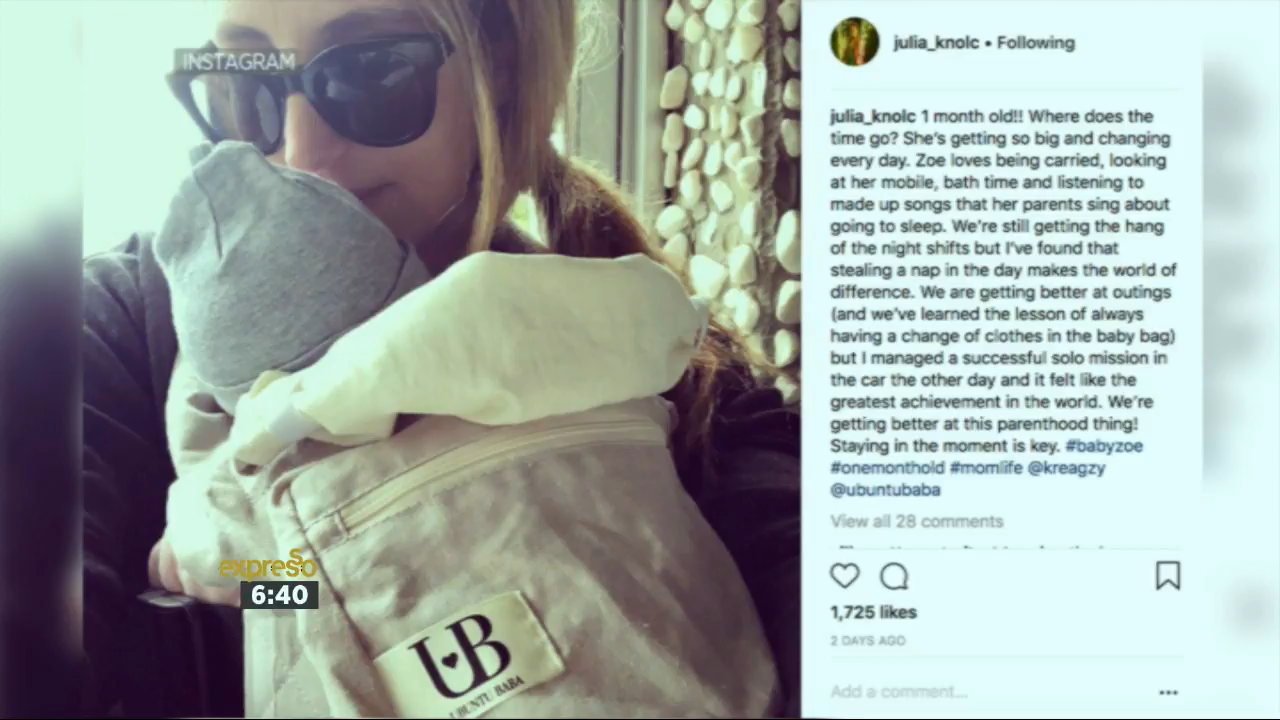 INSTAGRAM
julia_knolc • Following
julia_knolc 1 month old!! Where does the
time go? She's getting so big and changing
every day. Zoe loves being carried, looking
at her mobile, bath time and listening to
made up songs that her parents sing about
going to sleep. We're still getting the hang
of the night shifts but I've found that
stealing a nap in the day makes the world of
difference. We are getting better at outings
(and we've learned the lesson of always
having a change of clothes in the baby bag)
but I managed a successful solo mission in
the car the other day and it felt like the
greatest achievement in the world. We're
getting better at this parenthood thing!
Staying in the moment is key. #babyzoe
#onemonthold #momlife @kreagzy
@ubuntubaba
View all 28 comments
1,725 likes
2 DAYS AGO
Add a comment...
expresso
6:40
UB
UBUNTU BABA